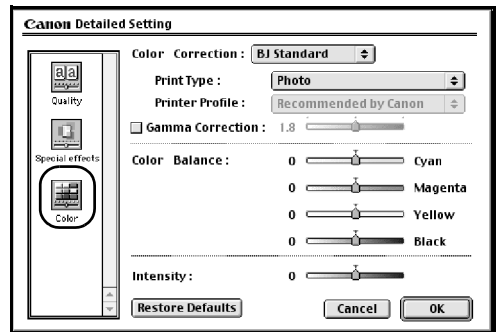 Canon Detailed Setting
Color Correction: BJ Standard
Print Type: Photo
Printer Profile: Recommended by Canon
Gamma Correction: 1.8
Color Balance: 0 Cyan
0 Magenta
0 Yellow
0 Black
Intensity: 0
Restore Defaults Cancel OK
a|a
Quality
Special effects
Color